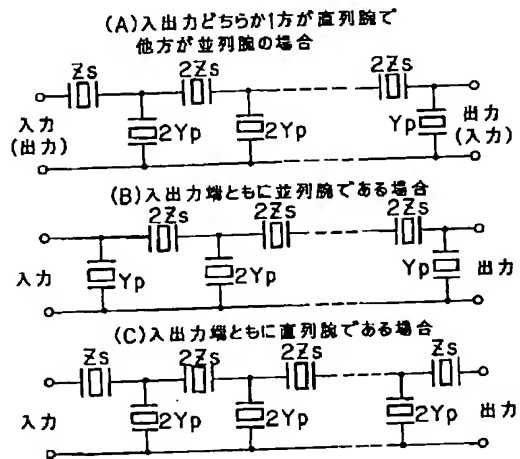 (A)入出力どちらか1方が直列腕で
他方が並列腕の場合
Zs 2Zs 2Zs
入力
(出力)
2Yp 2Yp Yp
出力
(入力)
(B)入出力端ともに並列腕である場合
2Zs 2Zs 2Zs
入力 Yp 2Yp Yp 出力
(C)入出力端ともに直列腕である場合
Zs 2Zs 2Zs Zs
入力 2Yp 2Yp 2Yp 出力